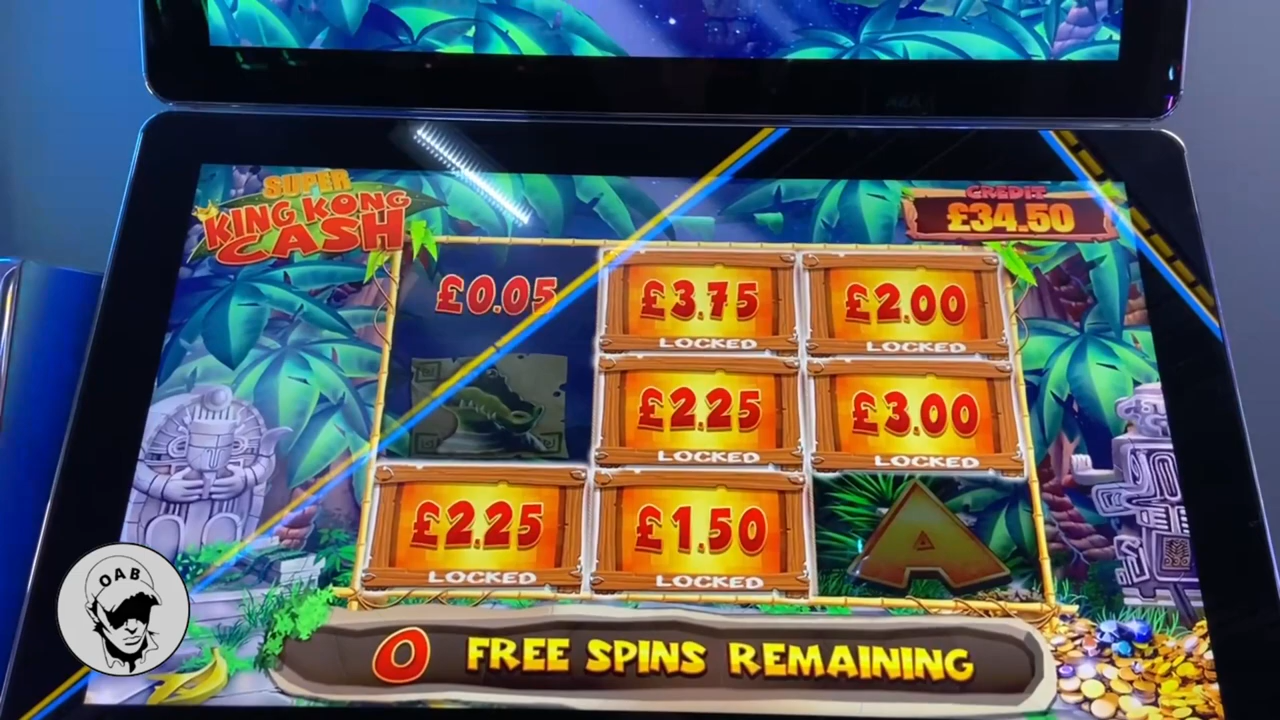 SUPER
KING KONG
CASH
CREDIT
£34.50
£0.05
£3.75
LOCKED
£2.00
LOCKED
£2.25
LOCKED
£3.00
LOCKED
£2.25
LOCKED
£1.50
LOCKED
A
OAB
0 FREE SPINS REMAINING